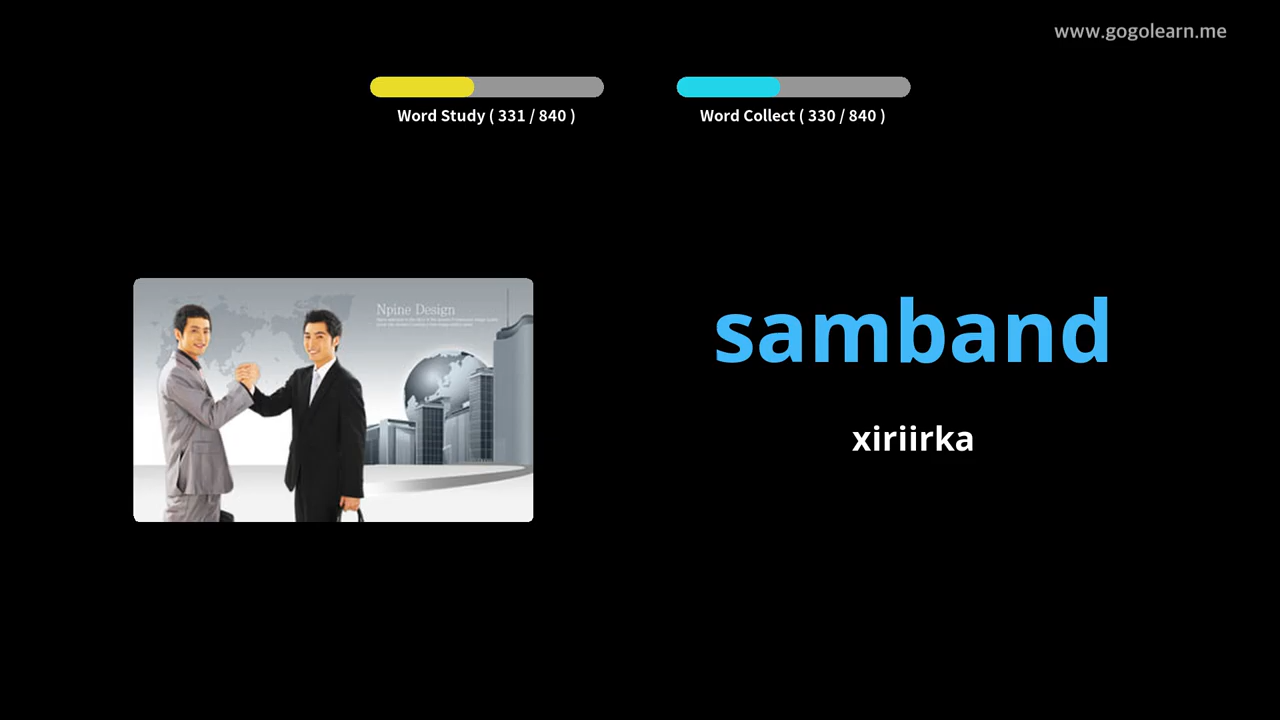 www.gogolearn.me
Word Study ( 331 / 840 )
Word Collect ( 330 / 840 )
Npine Design
samband
xiriirka